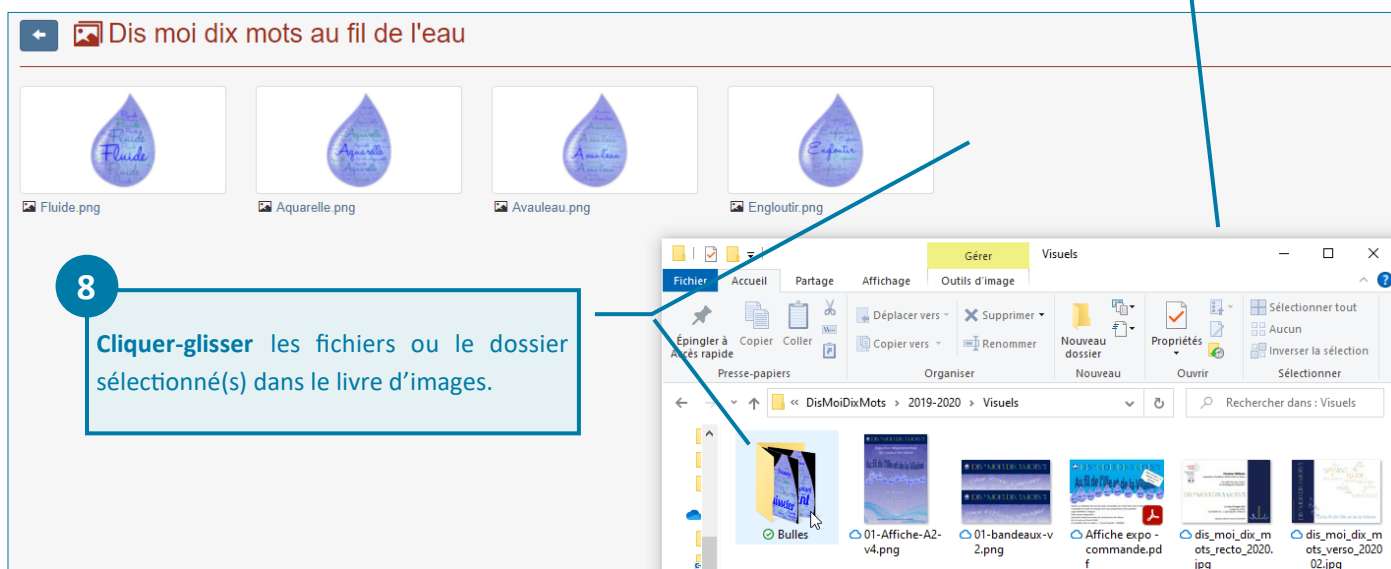 Dis moi dix mots au fil de l'eau
Fluide
Aquarelle
Avauleau
Engloutir
Fluide.png
Aquarelle.png
Avauleau.png
Engloutir.png
8
Cliquer-glisser les fichiers ou le dossier
sélectionné(s) dans le livre d'images.
Gérer
Visuels
Fichier
Accueil
Partage
Affichage
Outils d'image
Épingler à
Accès rapide
Copier
Coller
Déplacer vers
Copier vers
Supprimer
Renommer
Nouveau
dossier
Propriétés
Sélectionner tout
Aucun
Inverser la sélection
Presse-papiers
Organiser
Nouveau
Ouvrir
Sélectionner
« DisMoiDixMots > 2019-2020 > Visuels
Rechercher dans : Visuels
Bulles
01-Affiche-A2-
v4.png
01-bandeaux-v
2.png
Affiche expo -
commande.pd
f
dis_moi_dix_m
ots_recto_2020.
jpg
dis_moi_dix_m
ots_verso_2020
02.jpg